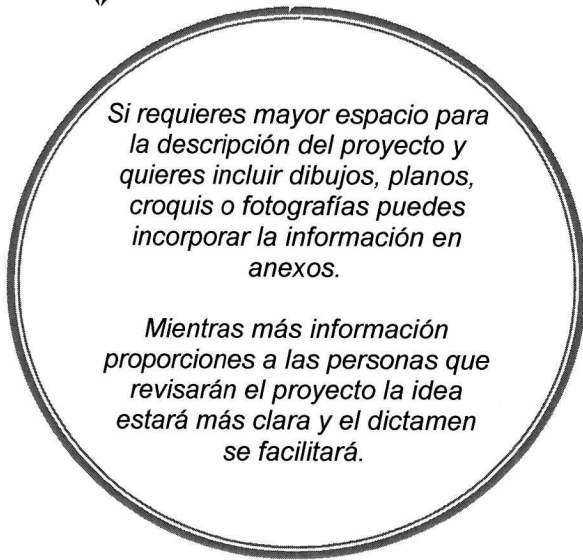 Si requieres mayor espacio para
la descripción del proyecto y
quieres incluir dibujos, planos,
croquis o fotografías puedes
incorporar la información en
anexos.
Mientras más información
proporciones a las personas que
revisarán el proyecto la idea
estará más clara y el dictamen
se facilitará.